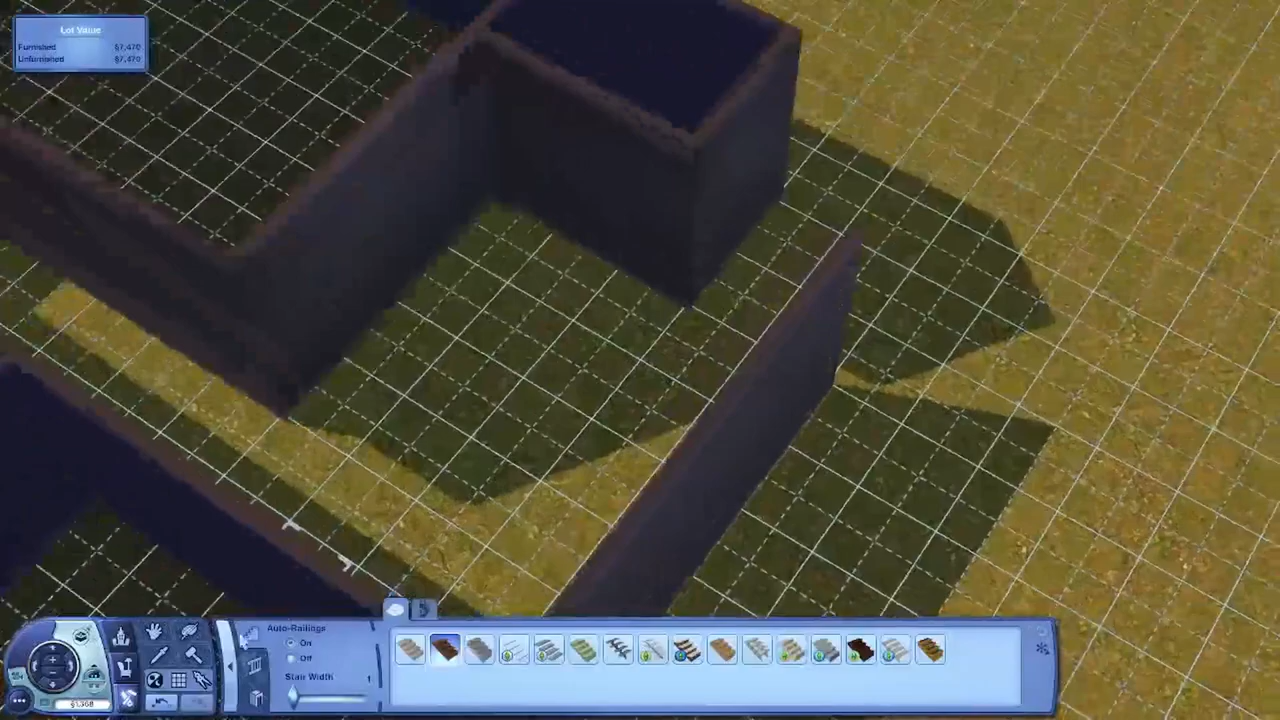 Lot Value
Furnished §7,470
Unfurnished §7,470
Auto-Railings
On
Off
Stair Width 1